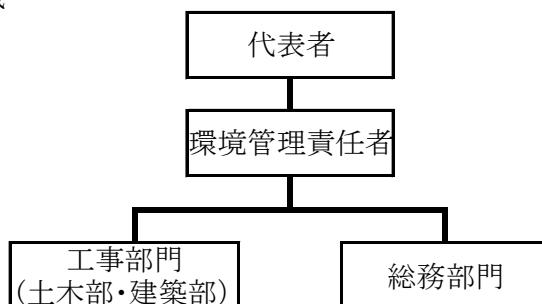 代表者
環境管理責任者
工事部門
(土木部・建築部)
総務部門